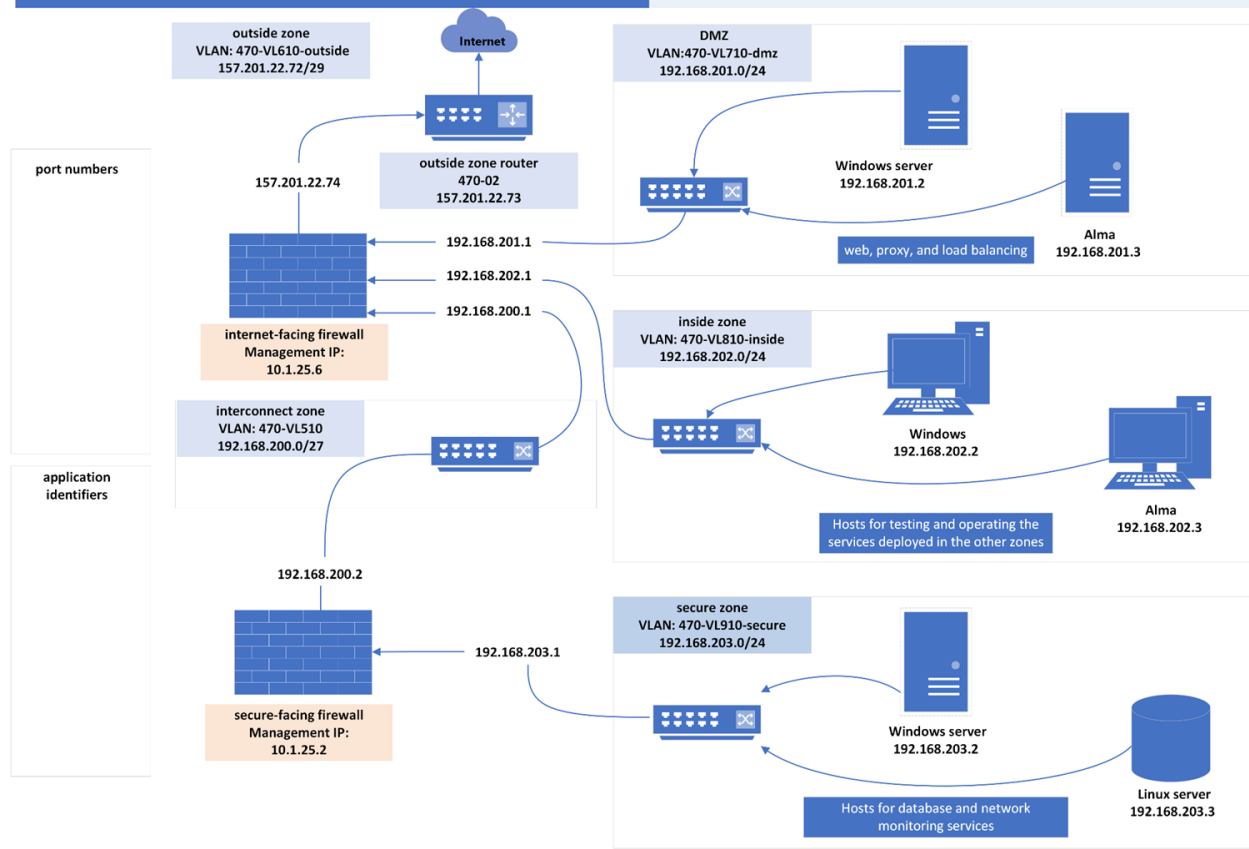 outside zone
VLAN: 470-VL610-outside
157.201.22.72/29
Internet
DMZ
VLAN:470-VL710-dmz
192.168.201.0/24
port numbers
157.201.22.74
outside zone router
470-02
157.201.22.73
Windows server
192.168.201.2
Alma
192.168.201.3
web, proxy, and load balancing
192.168.201.1
192.168.202.1
192.168.200.1
internet-facing firewall
Management IP:
10.1.25.6
inside zone
VLAN: 470-VL810-inside
192.168.202.0/24
Windows
192.168.202.2
Alma
192.168.202.3
Hosts for testing and operating the
services deployed in the other zones
interconnect zone
VLAN: 470-VL510
192.168.200.0/27
application
identifiers
192.168.200.2
secure zone
VLAN: 470-VL910-secure
192.168.203.0/24
192.168.203.1
secure-facing firewall
Management IP:
10.1.25.2
Windows server
192.168.203.2
Linux server
192.168.203.3
Hosts for database and network
monitoring services